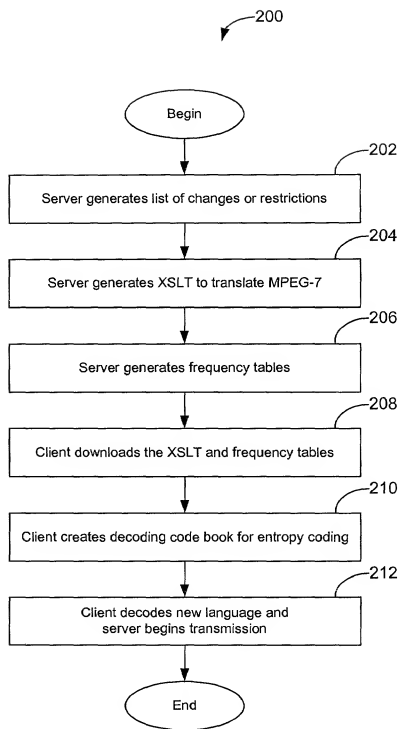 200
Begin
202
Server generates list of changes or restrictions
204
Server generates XSLT to translate MPEG-7
206
Server generates frequency tables
208
Client downloads the XSLT and frequency tables
210
Client creates decoding code book for entropy coding
212
Client decodes new language and
server begins transmission
End